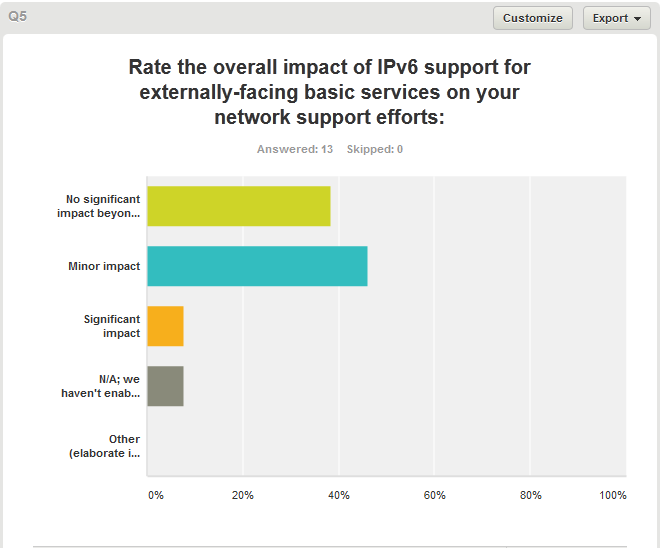 Q5
Customize
Export
Rate the overall impact of IPv6 support for
externally-facing basic services on your
network support efforts:
Answered: 13 Skipped: 0
No significant
impact beyon...
Minor impact
Significant
impact
N/A; we
haven't enab...
Other
(elaborate i...
0% 20% 40% 60% 80% 100%